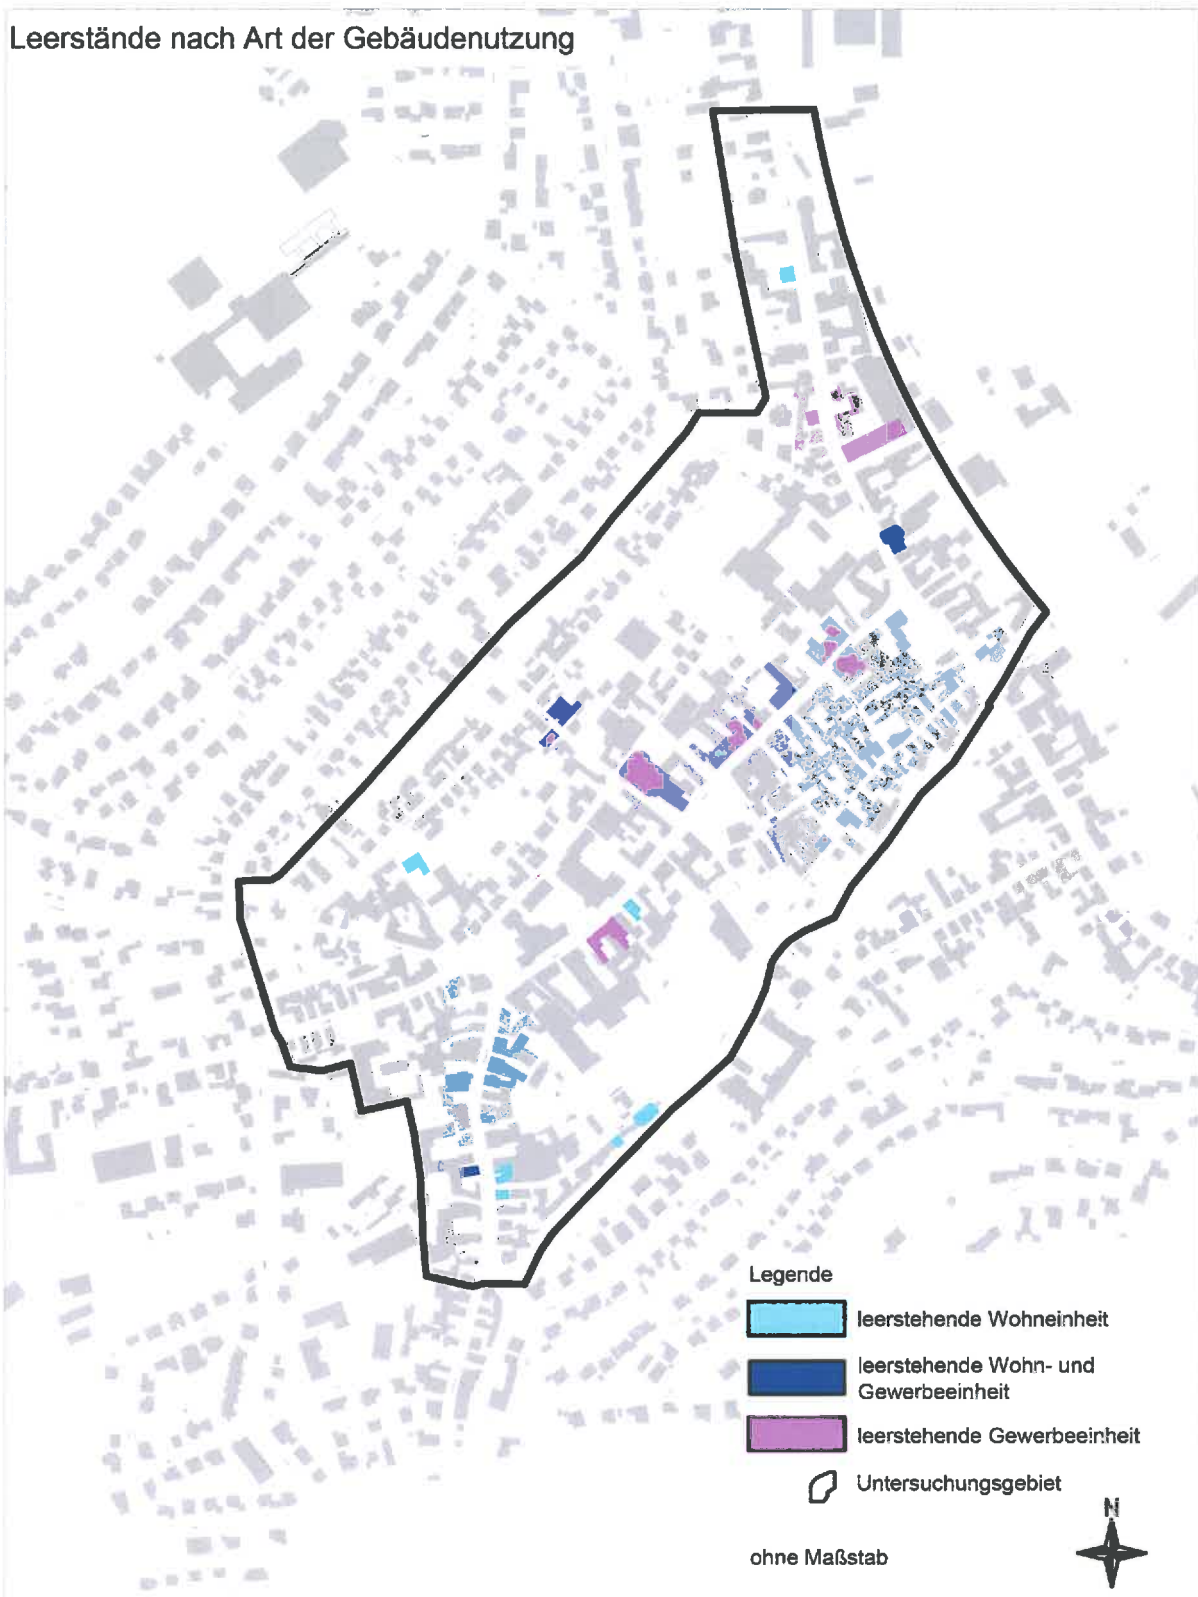 Leerstände nach Art der Gebäudenutzung
Legende
leerstehende Wohneinheit
leerstehende Wohn- und
Gewerbeeinheit
leerstehende Gewerbeeinheit
Untersuchungsgebiet
N
ohne Maßstab